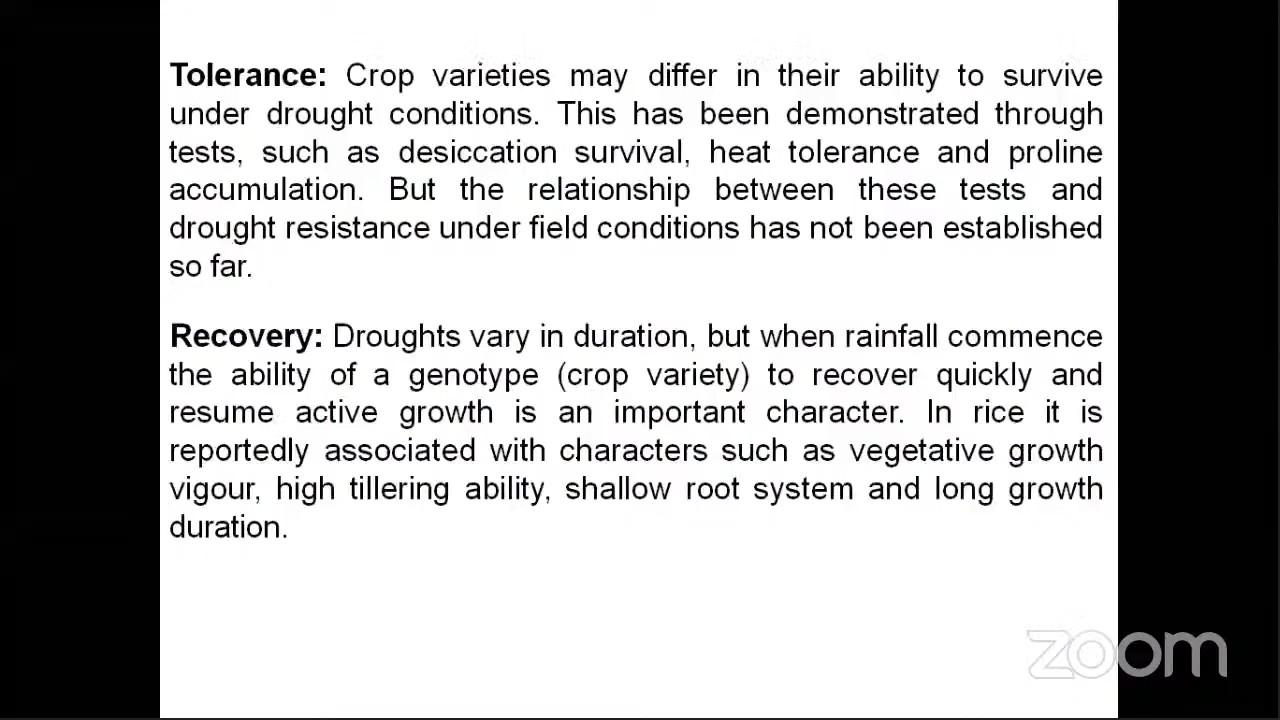 Tolerance: Crop varieties may differ in their ability to survive
under drought conditions. This has been demonstrated through
tests, such as desiccation survival, heat tolerance and proline
accumulation. But the relationship between these tests and
drought resistance under field conditions has not been established
so far.
Recovery: Droughts vary in duration, but when rainfall commence
the ability of a genotype (crop variety) to recover quickly and
resume active growth is an important character. In rice it is
reportedly associated with characters such as vegetative growth
vigour, high tillering ability, shallow root system and long growth
duration.
zoom